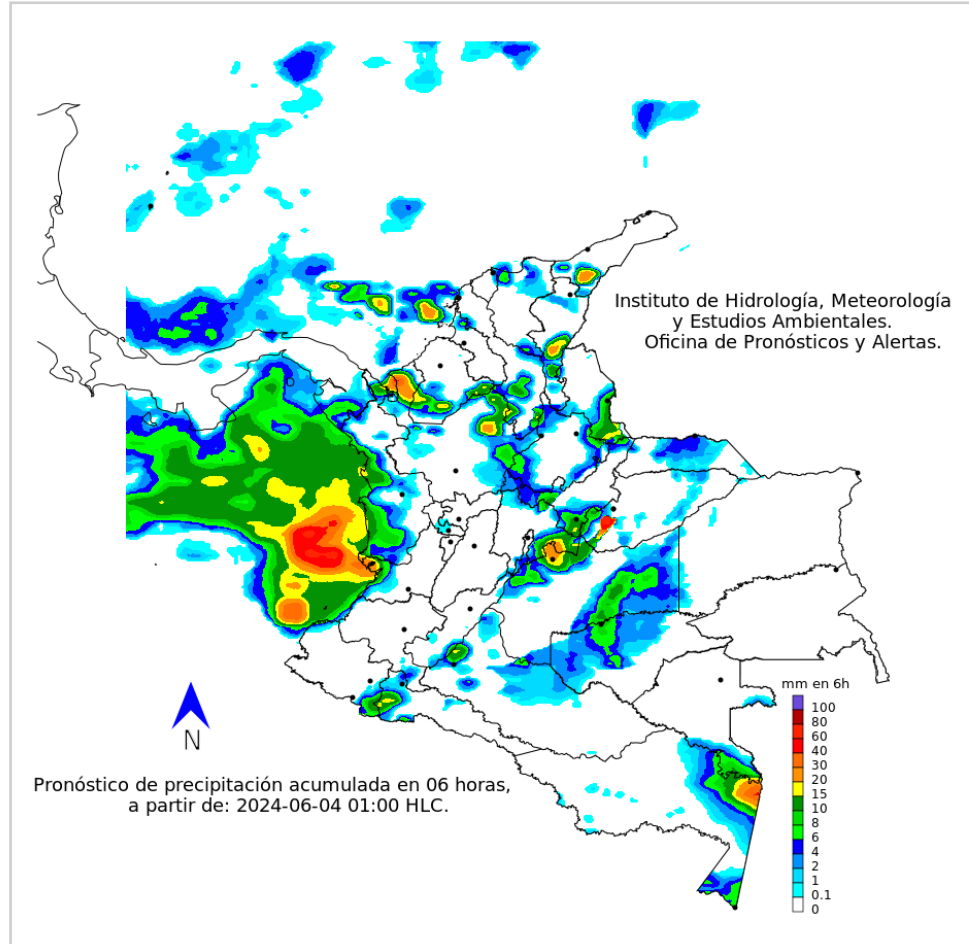 Instituto de Hidrología, Meteorología
y Estudios Ambientales.
Oficina de Pronósticos y Alertas.
mm en 6h
100
80
60
40
30
20
15
10
8
6
4
2
1
0.1
0
N
Pronóstico de precipitación acumulada en 06 horas,
a partir de: 2024-06-04 01:00 HLC.